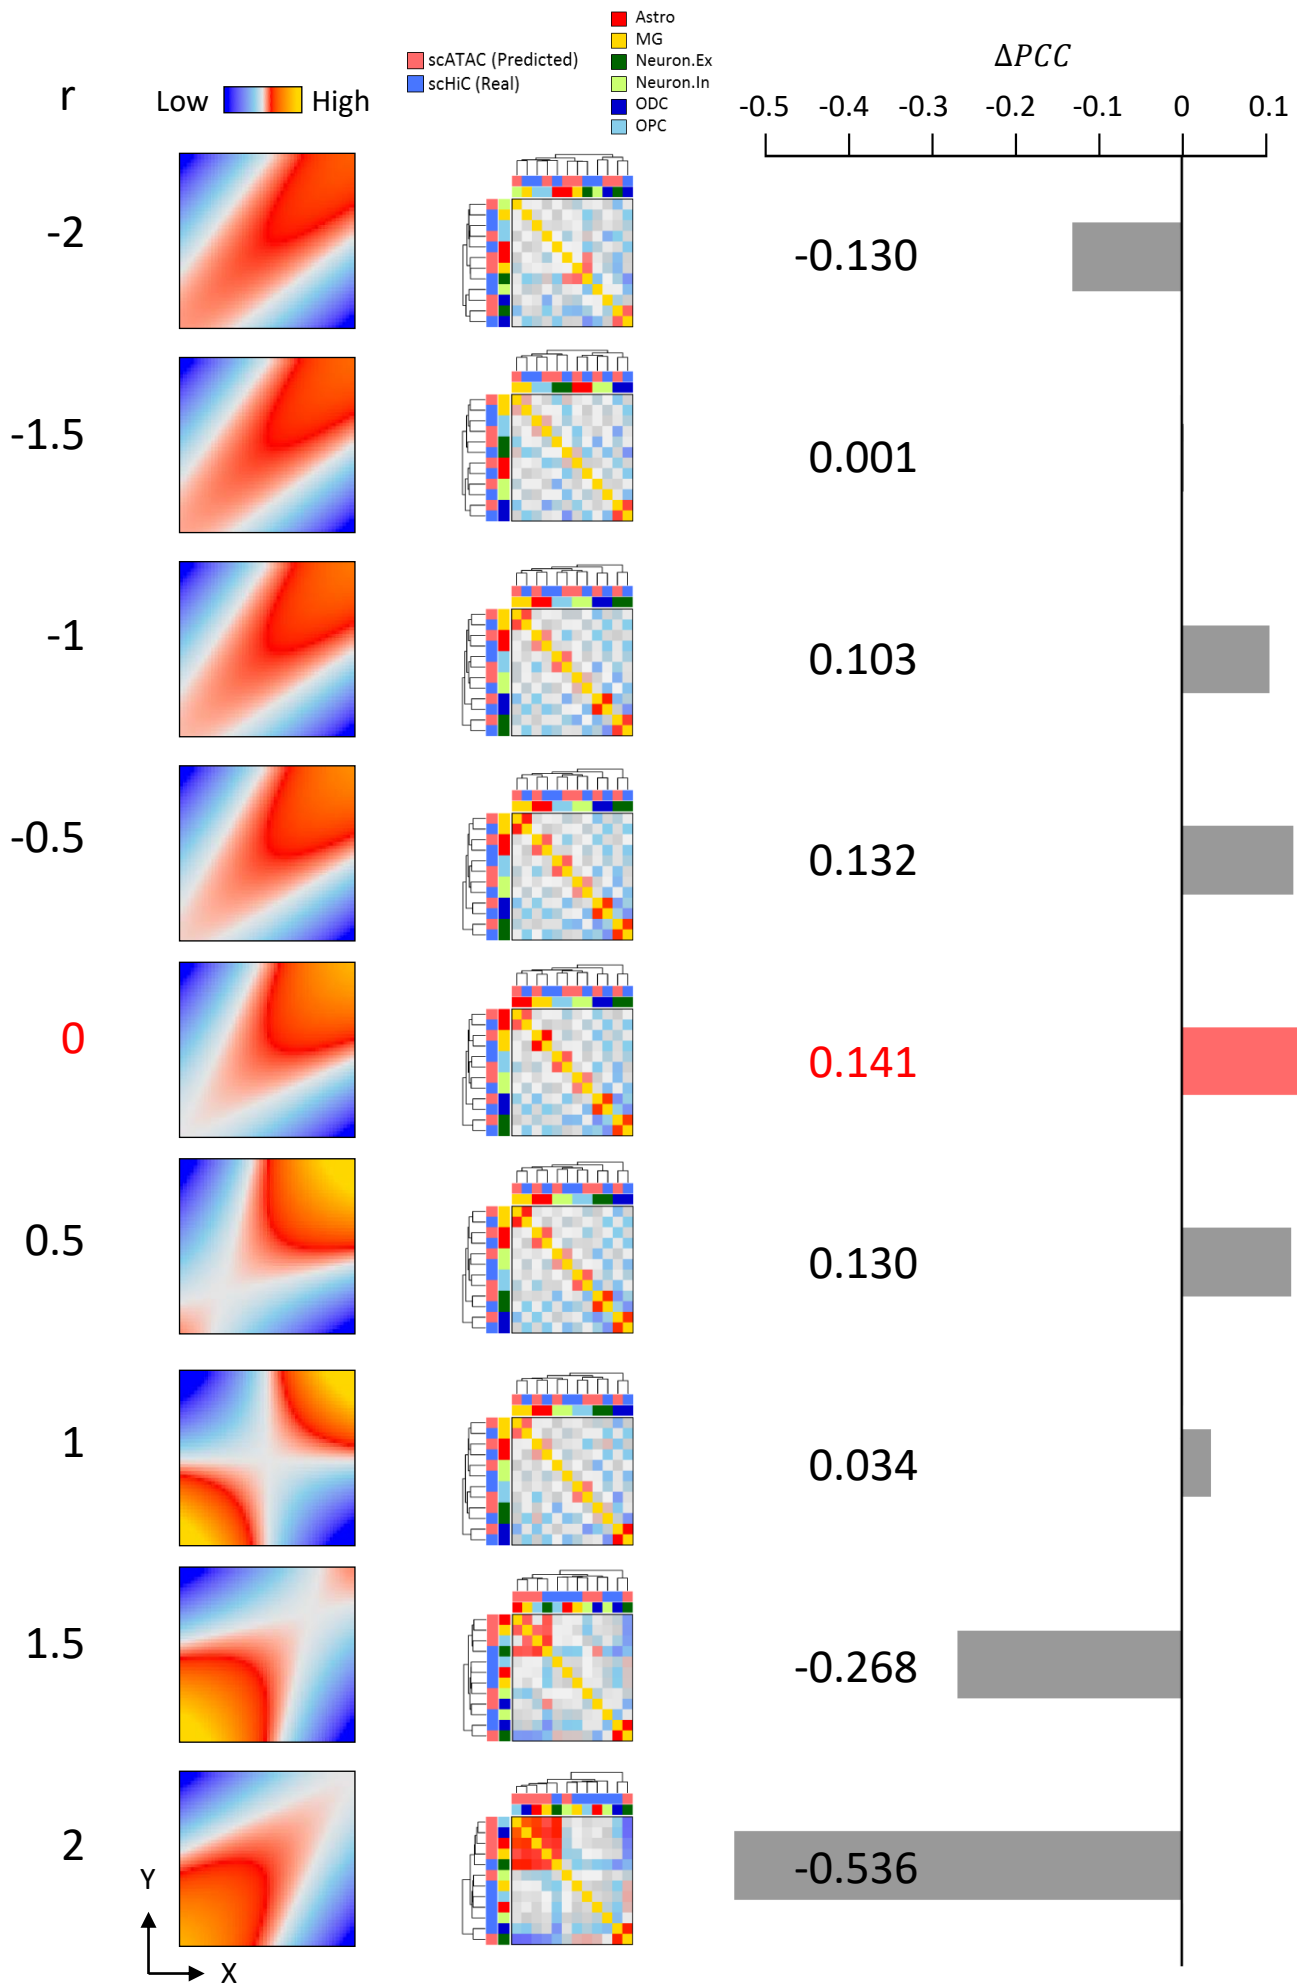 Astro
MG
Neuron.Ex
Neuron.In
ODC
OPC
scATAC (Predicted)
scHiC (Real)
ΔPCC
r
Low High
-0.5 -0.4 -0.3 -0.2 -0.1 0 0.1
-2 -0.130
-1.5 0.001
-1 0.103
-0.5 0.132
0 0.141
0.5 0.130
1 0.034
1.5 -0.268
2 -0.536
Y
X